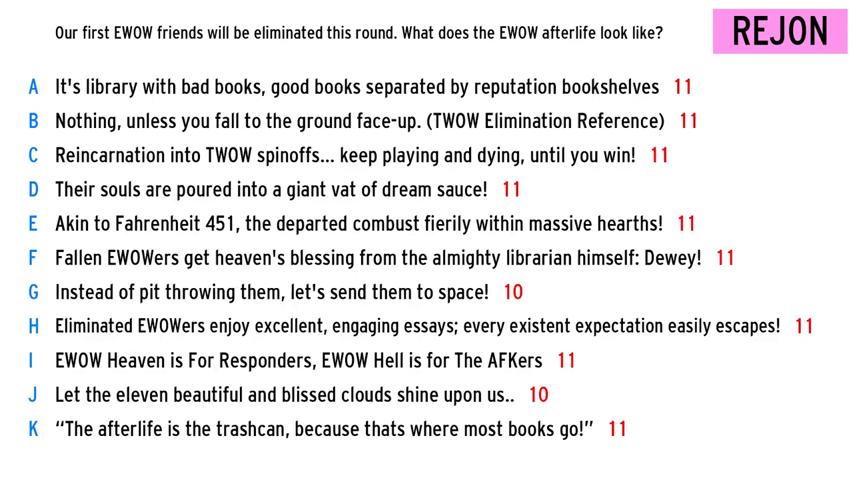 Our first EWOW friends will be eliminated this round. What does the EWOW afterlife look like?
REJON
A It's library with bad books, good books separated by reputation bookshelves 11
B Nothing, unless you fall to the ground face-up. (TWOW Elimination Reference) 11
C Reincarnation into TWOW spinoffs... keep playing and dying, until you win! 11
D Their souls are poured into a giant vat of dream sauce! 11
E Akin to Fahrenheit 451, the departed combust fierily within massive hearths! 11
F Fallen EWOWers get heaven's blessing from the almighty librarian himself: Dewey! 11
G Instead of pit throwing them, let's send them to space! 10
H Eliminated EWOWers enjoy excellent, engaging essays; every existent expectation easily escapes! 11
I EWOW Heaven is For Responders, EWOW Hell is for The AFKers 11
J Let the eleven beautiful and blissed clouds shine upon us.. 10
K “The afterlife is the trashcan, because thats where most books go!” 11